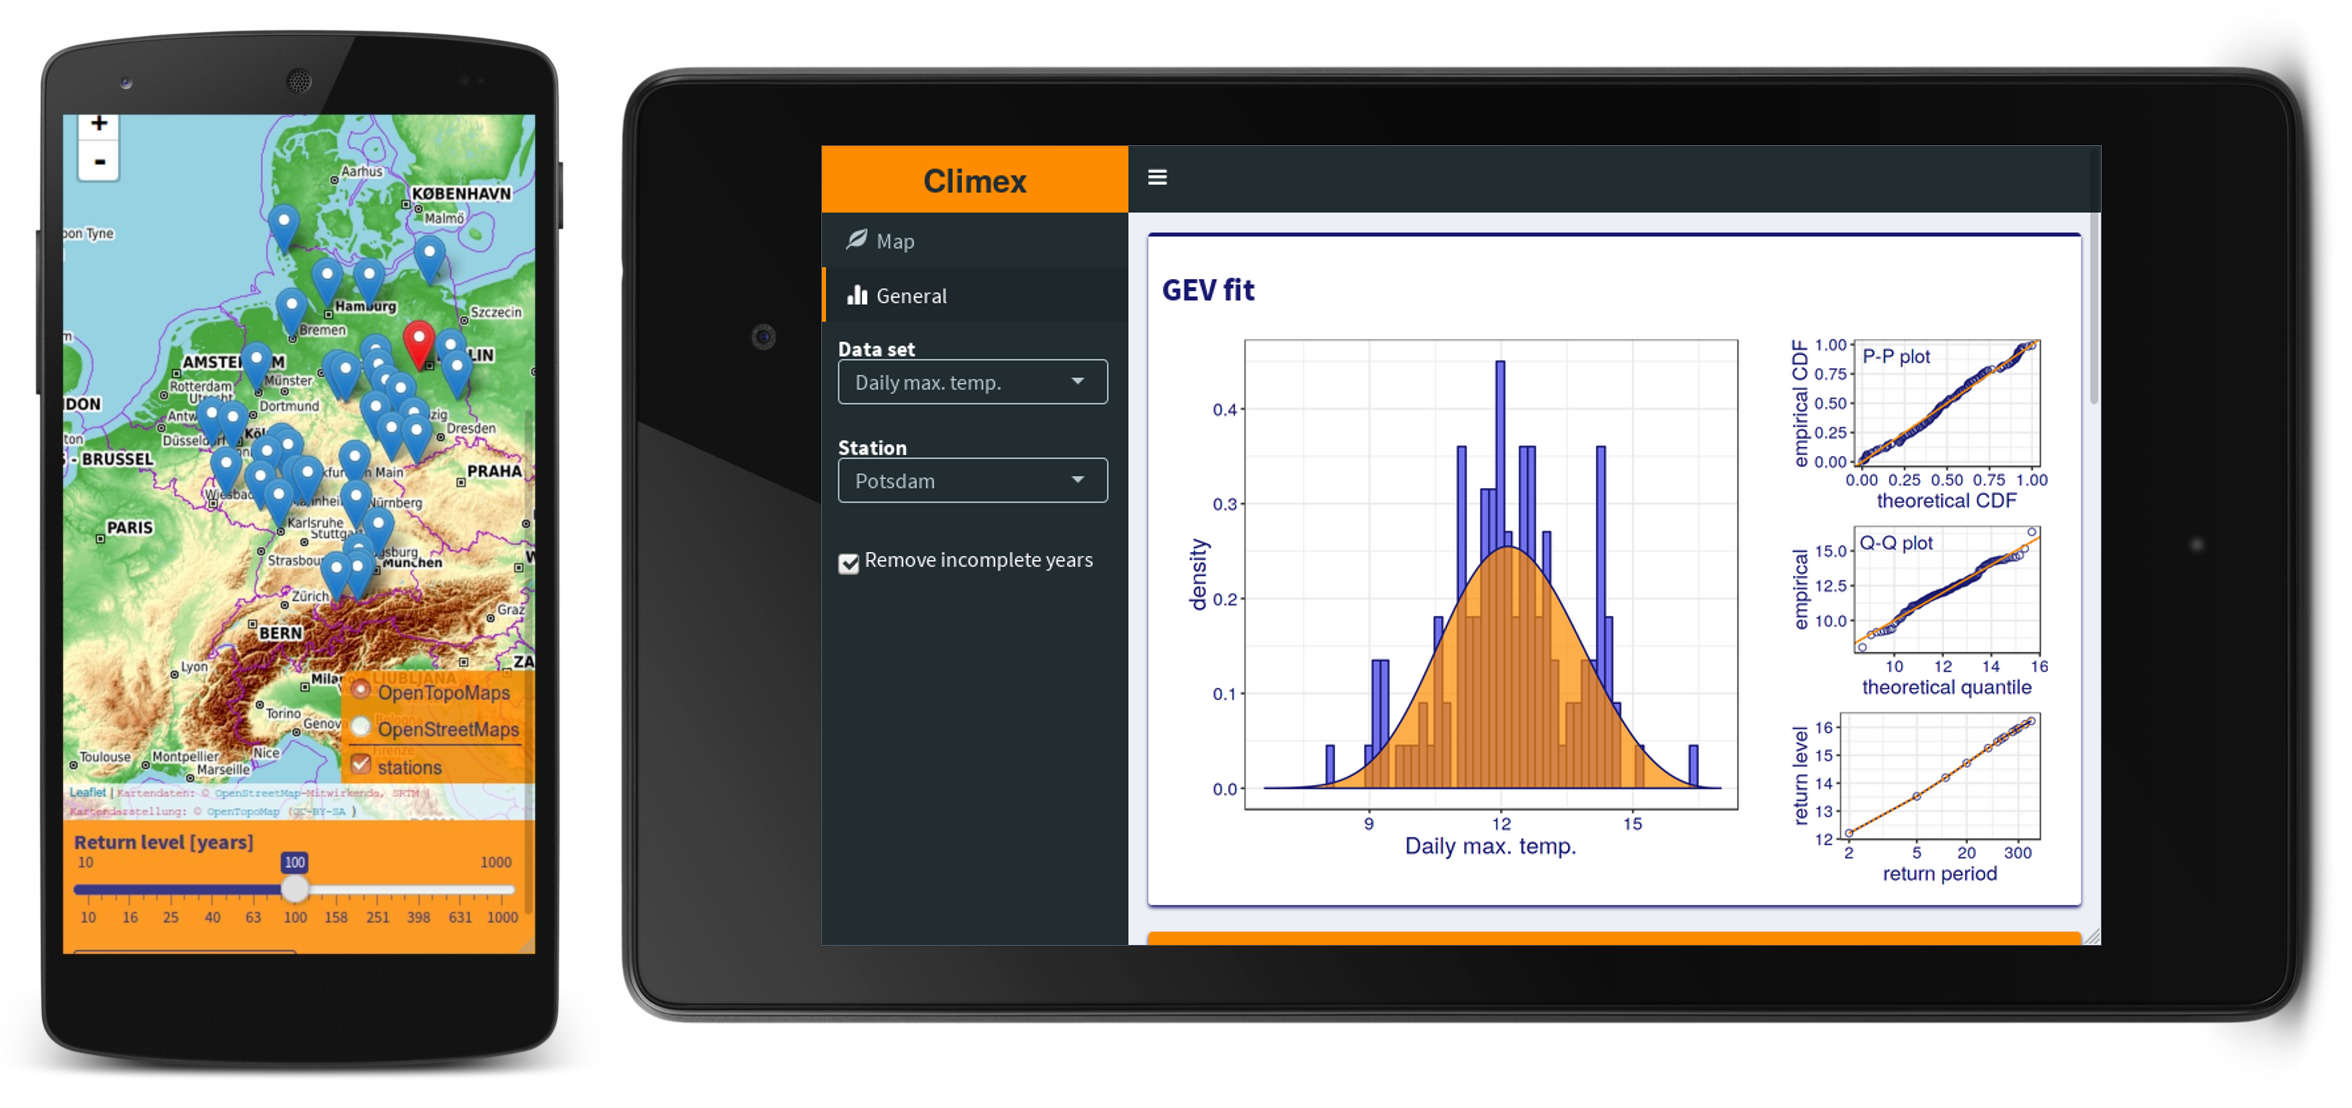 +
-
Aarhus
KØBENHAVN
Malmö
oon Tyne
Hamburg
Szczecin
Bremen
AMSTE
M
LIN
Münster
Rotterdam
Dortmund
DON
Antw
zig
Düsseldorf
Köl
Dresden
ton
S - BRUSSEL
n Main
PRAHA
Nürnberg
PARIS
Karlsruhe
Stuttga
Strasbou
sburg
München
Zürich
Graz
BERN
Lyon
ZA
Mila
LJUBLJANA
Torino
Genov
Nice
Toulouse
Montpellier
Marseille
OpenTopoMaps
OpenStreetMaps
stations
Leaflet | Kartendaten: © OpenStreetMap-Mitwirkende, SRTM |
Kartendarstellung: © OpenTopoMap (CC-BY-SA )
Return level [years]
10 100 1000
10 16 25 40 63 100 158 251 398 631 1000
Climex
Map
General
Data set
Daily max. temp.
Station
Potsdam
Remove incomplete years
GEV fit
density
0.4
0.3
0.2
0.1
0.0
9 12 15
Daily max. temp.
P-P plot
empirical CDF
1.00
0.75
0.50
0.25
0.00
0.00 0.25 0.50 0.75 1.00
theoretical CDF
Q-Q plot
empirical
15.0
12.5
10.0
10 12 14 16
theoretical quantile
return level
16
15
14
13
12
2 5 20 300
return period